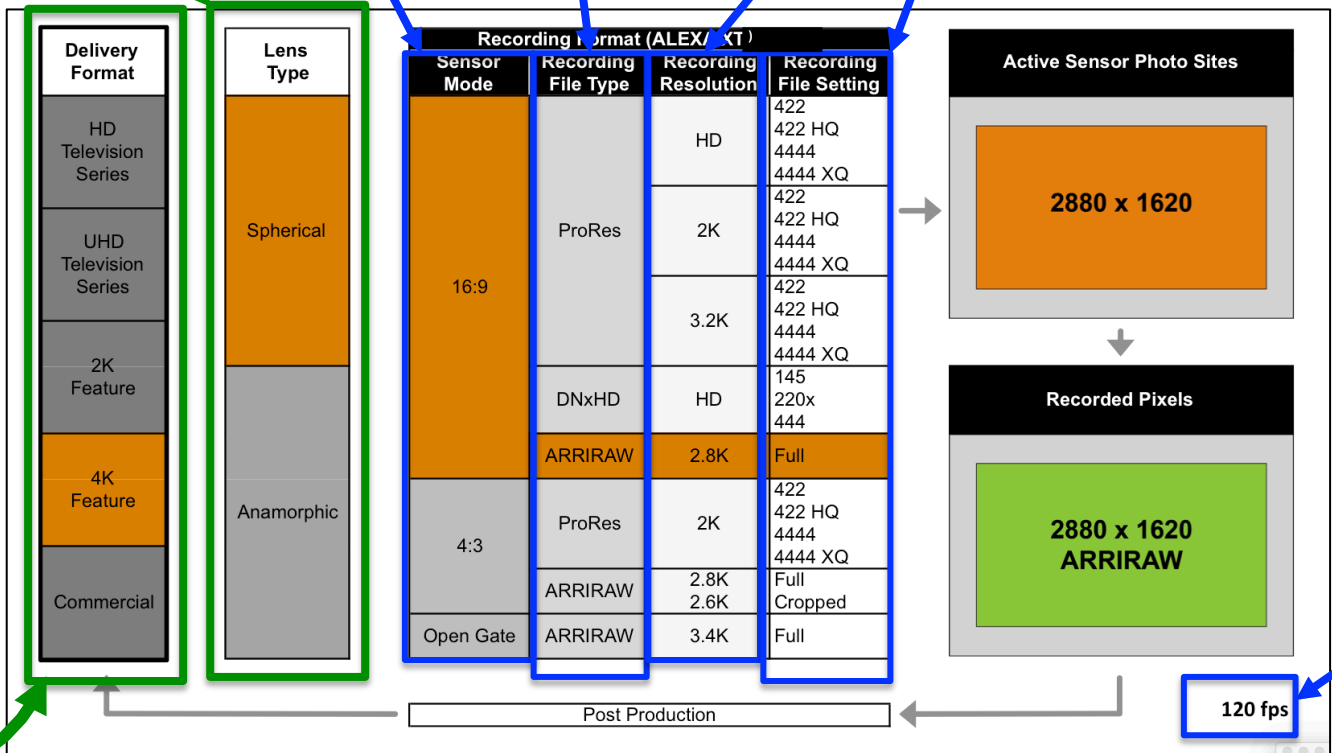 Delivery
Format
HD
Television
Series
UHD
Television
Series
2K
Feature
4K
Feature
Commercial
Lens
Type
Spherical
Anamorphic
Recording Format (ALEXA XT )
Sensor
Mode
Recording
File Type
Recording
Resolution
Recording
File Setting
16:9
ProRes
HD
422
422 HQ
4444
4444 XQ
2K
422
422 HQ
4444
4444 XQ
3.2K
422
422 HQ
4444
4444 XQ
DNxHD
HD
145
220x
444
ARRIRAW
2.8K
Full
4:3
ProRes
2K
422
422 HQ
4444
4444 XQ
ARRIRAW
2.8K
2.6K
Full
Cropped
Open Gate
ARRIRAW
3.4K
Full
Active Sensor Photo Sites
2880 x 1620
Recorded Pixels
2880 x 1620
ARRIRAW
Post Production
120 fps